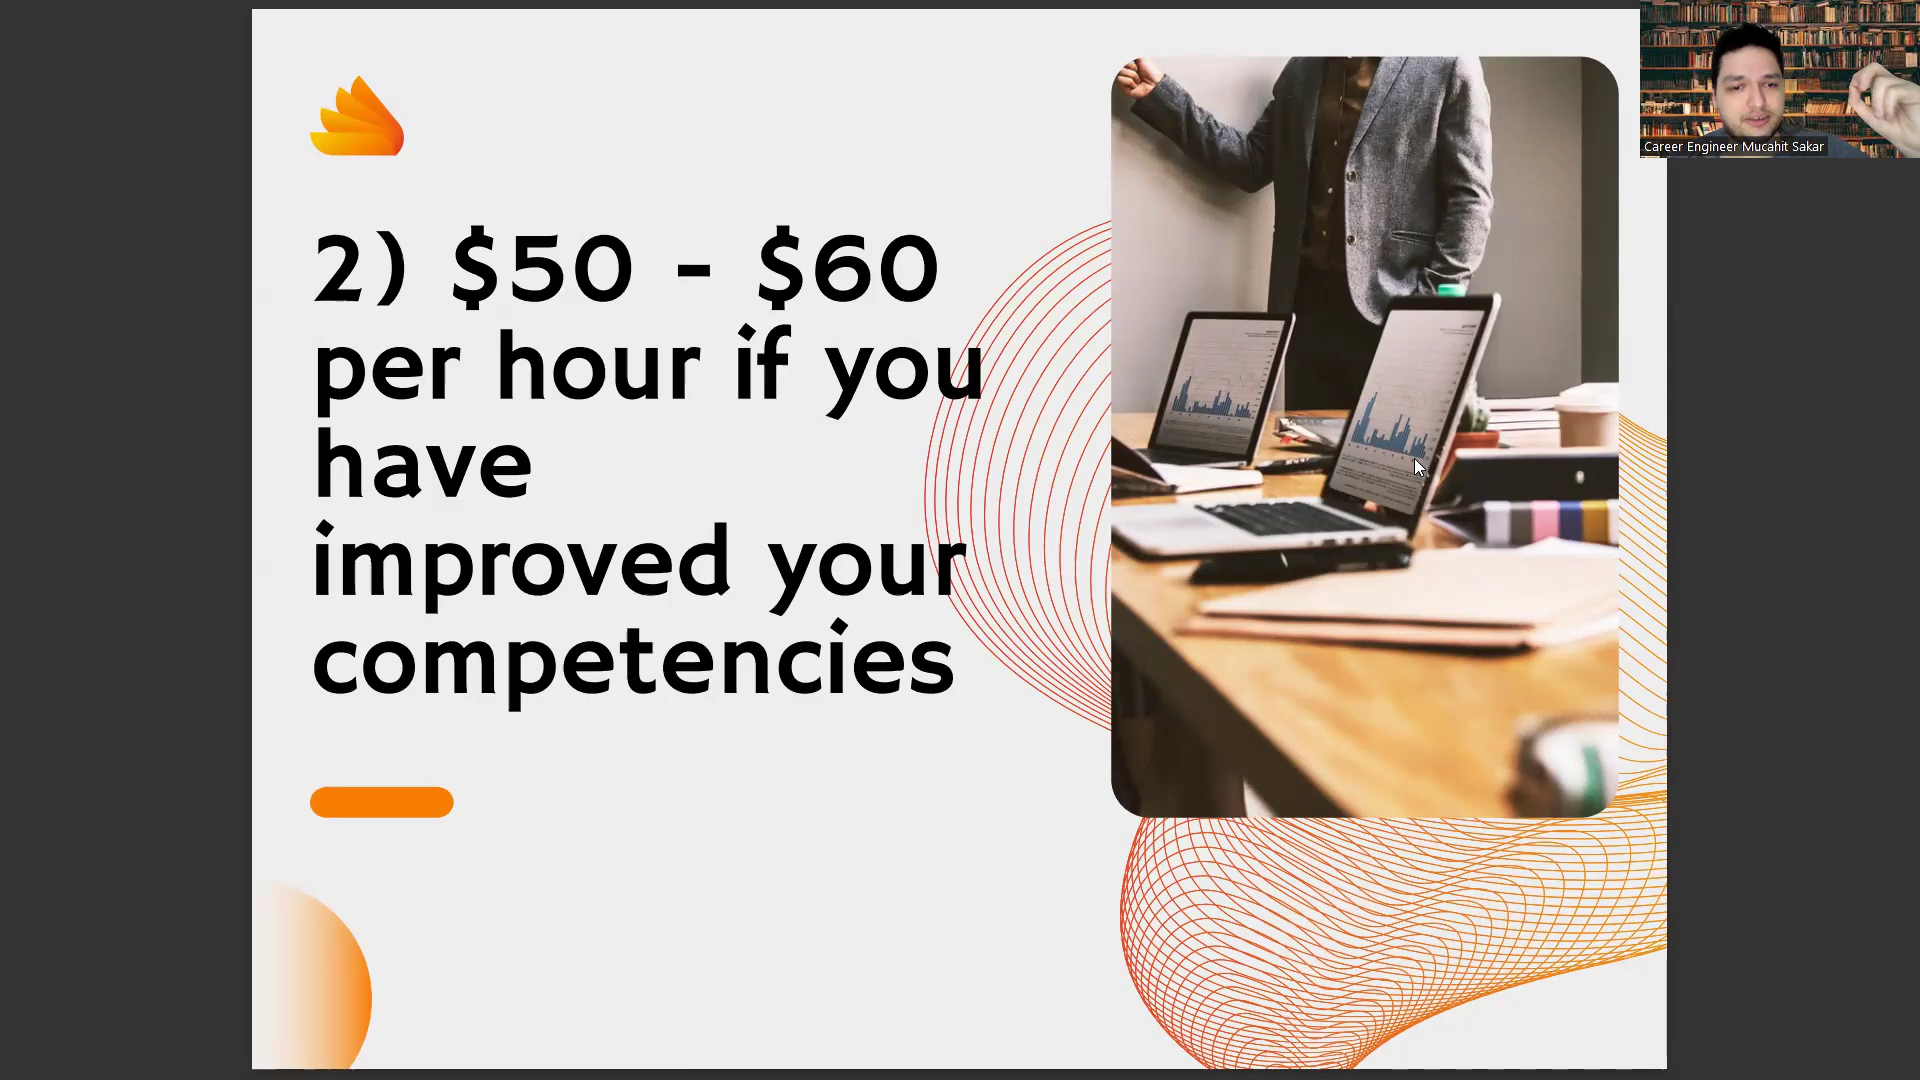 2) $50 - $60
per hour if you
have
improved your
competencies
Career Engineer Mucahit Sakar